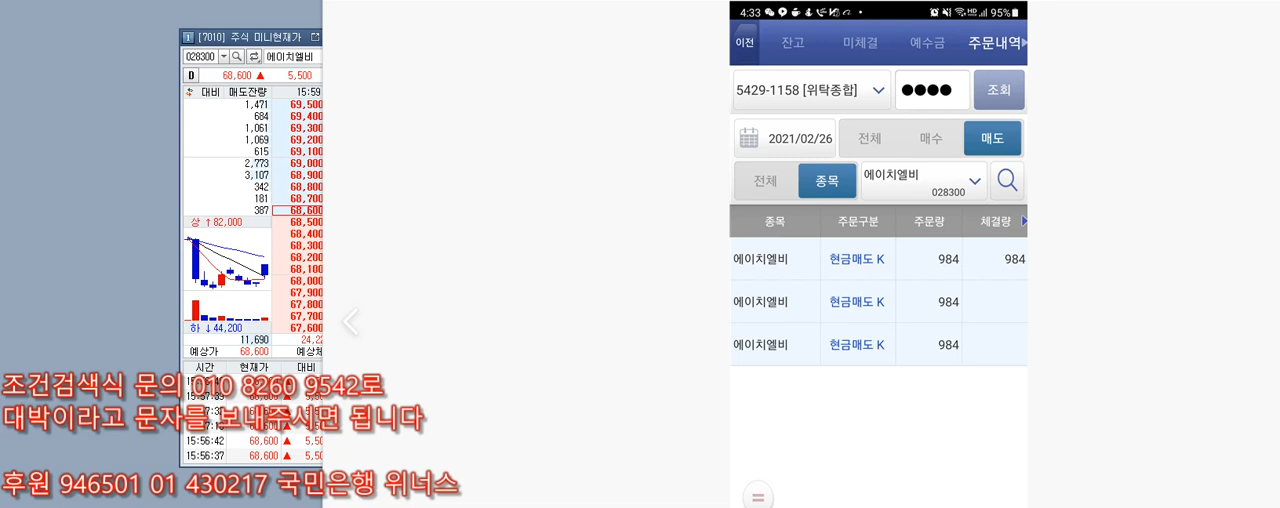 [7010] 주식 미니현재가
028300 에이치엘비
D 68,600 ▲ 5,500
대비 매도잔량 15:59
1,471 69,500
684 69,400
1,061 69,300
1,069 69,200
615 69,100
2,773 69,000
3,107 68,900
342 68,800
181 68,700
387 68,600
상 ↑82,000 68,500
68,400
68,300
68,200
68,100
68,000
67,900
67,800
67,700
하 ↓44,200 67,600
11,690
예상가 68,600 예상체
시간 현재가 대비
15:56:42 68,600 ▲ 5,50
15:56:37 68,600 ▲ 5,50
조건검색식 문의 010 8260 9542로
대박이라고 문자를 보내주시면 됩니다
후원 946501 01 430217 국민은행 위너스
4:33 95%
이전 잔고 미체결 예수금 주문내역
5429-1158 [위탁종합] ●●●● 조회
2021/02/26 전체 매수 매도
전체 종목 에이치엘비 028300
종목 주문구분 주문량 체결량
에이치엘비 현금매도 K 984 984
에이치엘비 현금매도 K 984
에이치엘비 현금매도 K 984